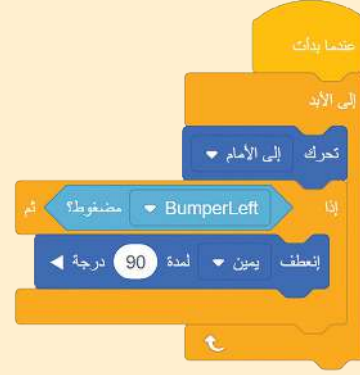 عندما بدأت
إلى الأبد
تحرك إلى الأمام
إذا BumperLeft مضغوط؟ ثم
إنعطف يمين لمدة 90 درجة